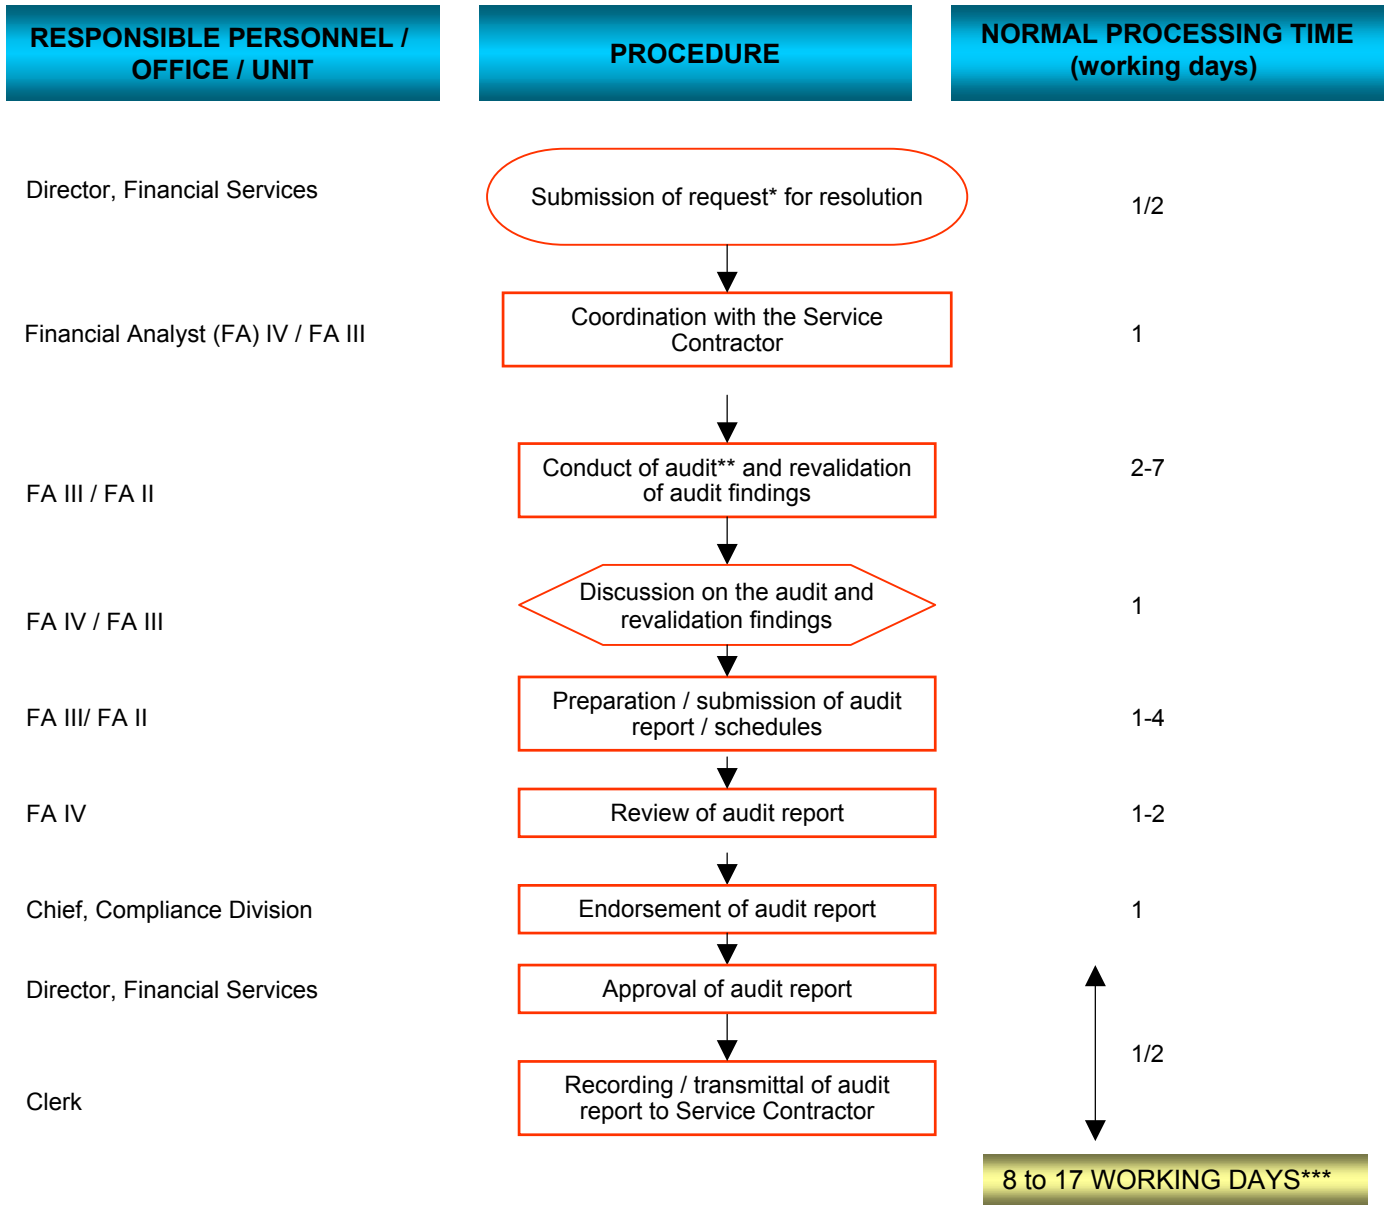 RESPONSIBLE PERSONNEL /
OFFICE / UNIT
PROCEDURE
NORMAL PROCESSING TIME
(working days)
Director, Financial Services
Submission of request* for resolution
1/2
Financial Analyst (FA) IV / FA III
Coordination with the Service
Contractor
1
FA III / FA II
Conduct of audit** and revalidation
of audit findings
2-7
FA IV / FA III
Discussion on the audit and
revalidation findings
1
FA III/ FA II
Preparation / submission of audit
report / schedules
1-4
FA IV
Review of audit report
1-2
Chief, Compliance Division
Endorsement of audit report
1
Director, Financial Services
Approval of audit report
1/2
Clerk
Recording / transmittal of audit
report to Service Contractor
8 to 17 WORKING DAYS***